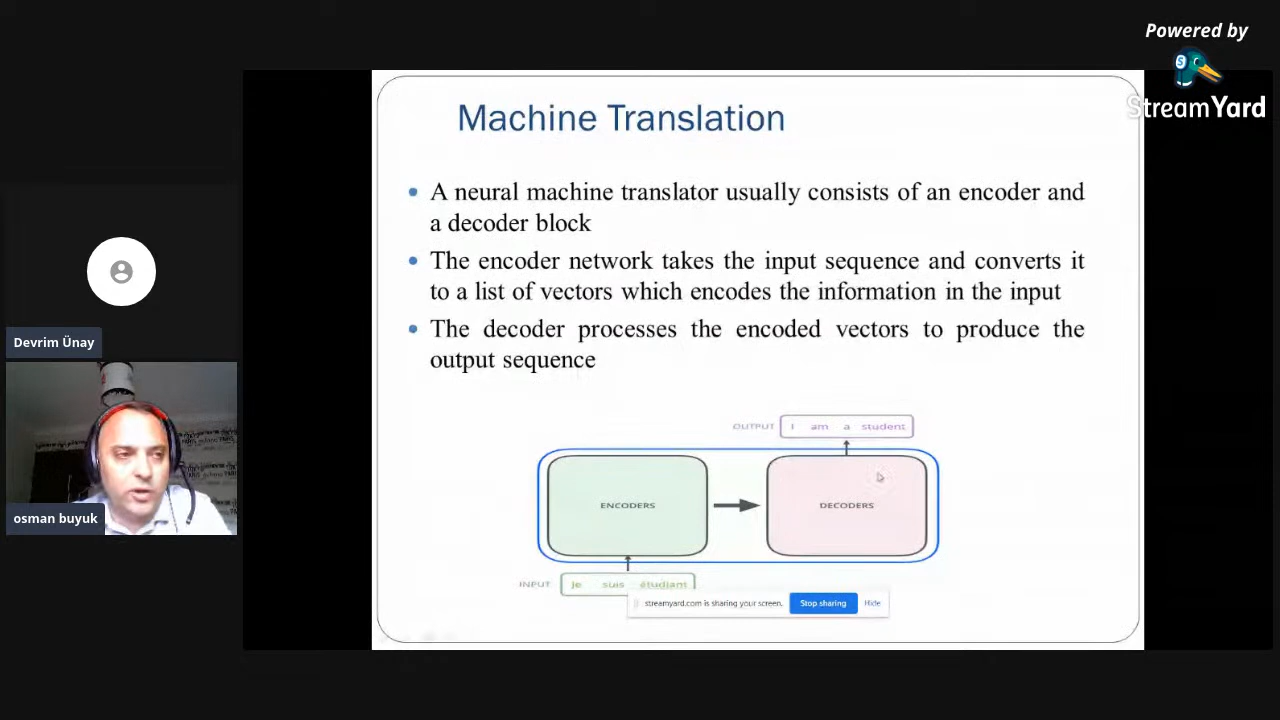 Powered by
StreamYard
Machine Translation
A neural machine translator usually consists of an encoder and
a decoder block
The encoder network takes the input sequence and converts it
to a list of vectors which encodes the information in the input
The decoder processes the encoded vectors to produce the
output sequence
OUTPUT I am a student
ENCODERS
DECODERS
INPUT je suis étudiant
streamyard.com is sharing your screen.
Stop sharing
Hide
Devrim Ünay
osman buyuk